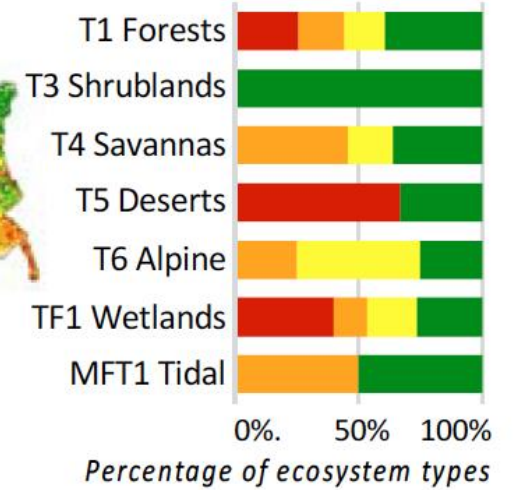 T1 Forests
T3 Shrublands
T4 Savannas
T5 Deserts
T6 Alpine
TF1 Wetlands
MFT1 Tidal
0%. 50% 100%
Percentage of ecosystem types